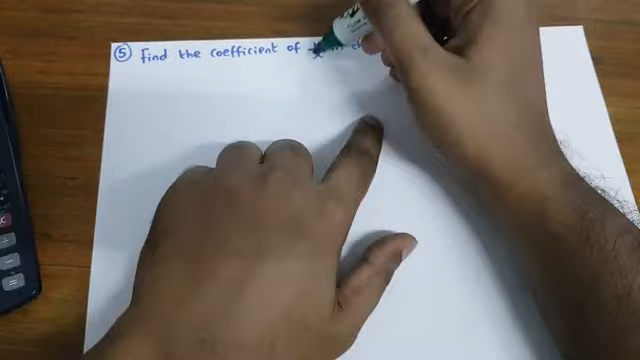 ⑤ Find the coefficient of